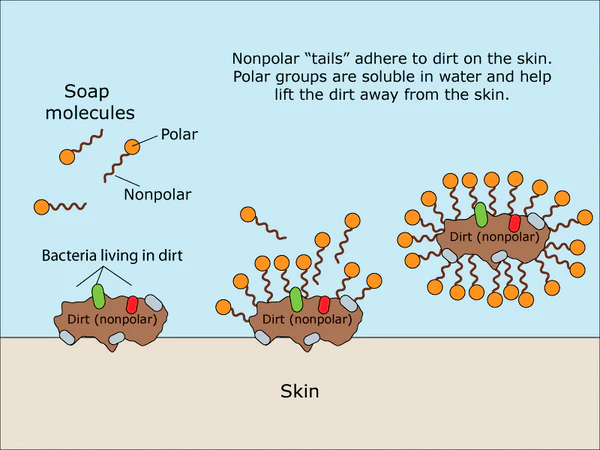 Nonpolar “tails” adhere to dirt on the skin.
Polar groups are soluble in water and help
lift the dirt away from the skin.
Soap
molecules
Polar
Nonpolar
Bacteria living in dirt
Dirt (nonpolar)
Dirt (nonpolar)
Dirt (nonpolar)
Skin